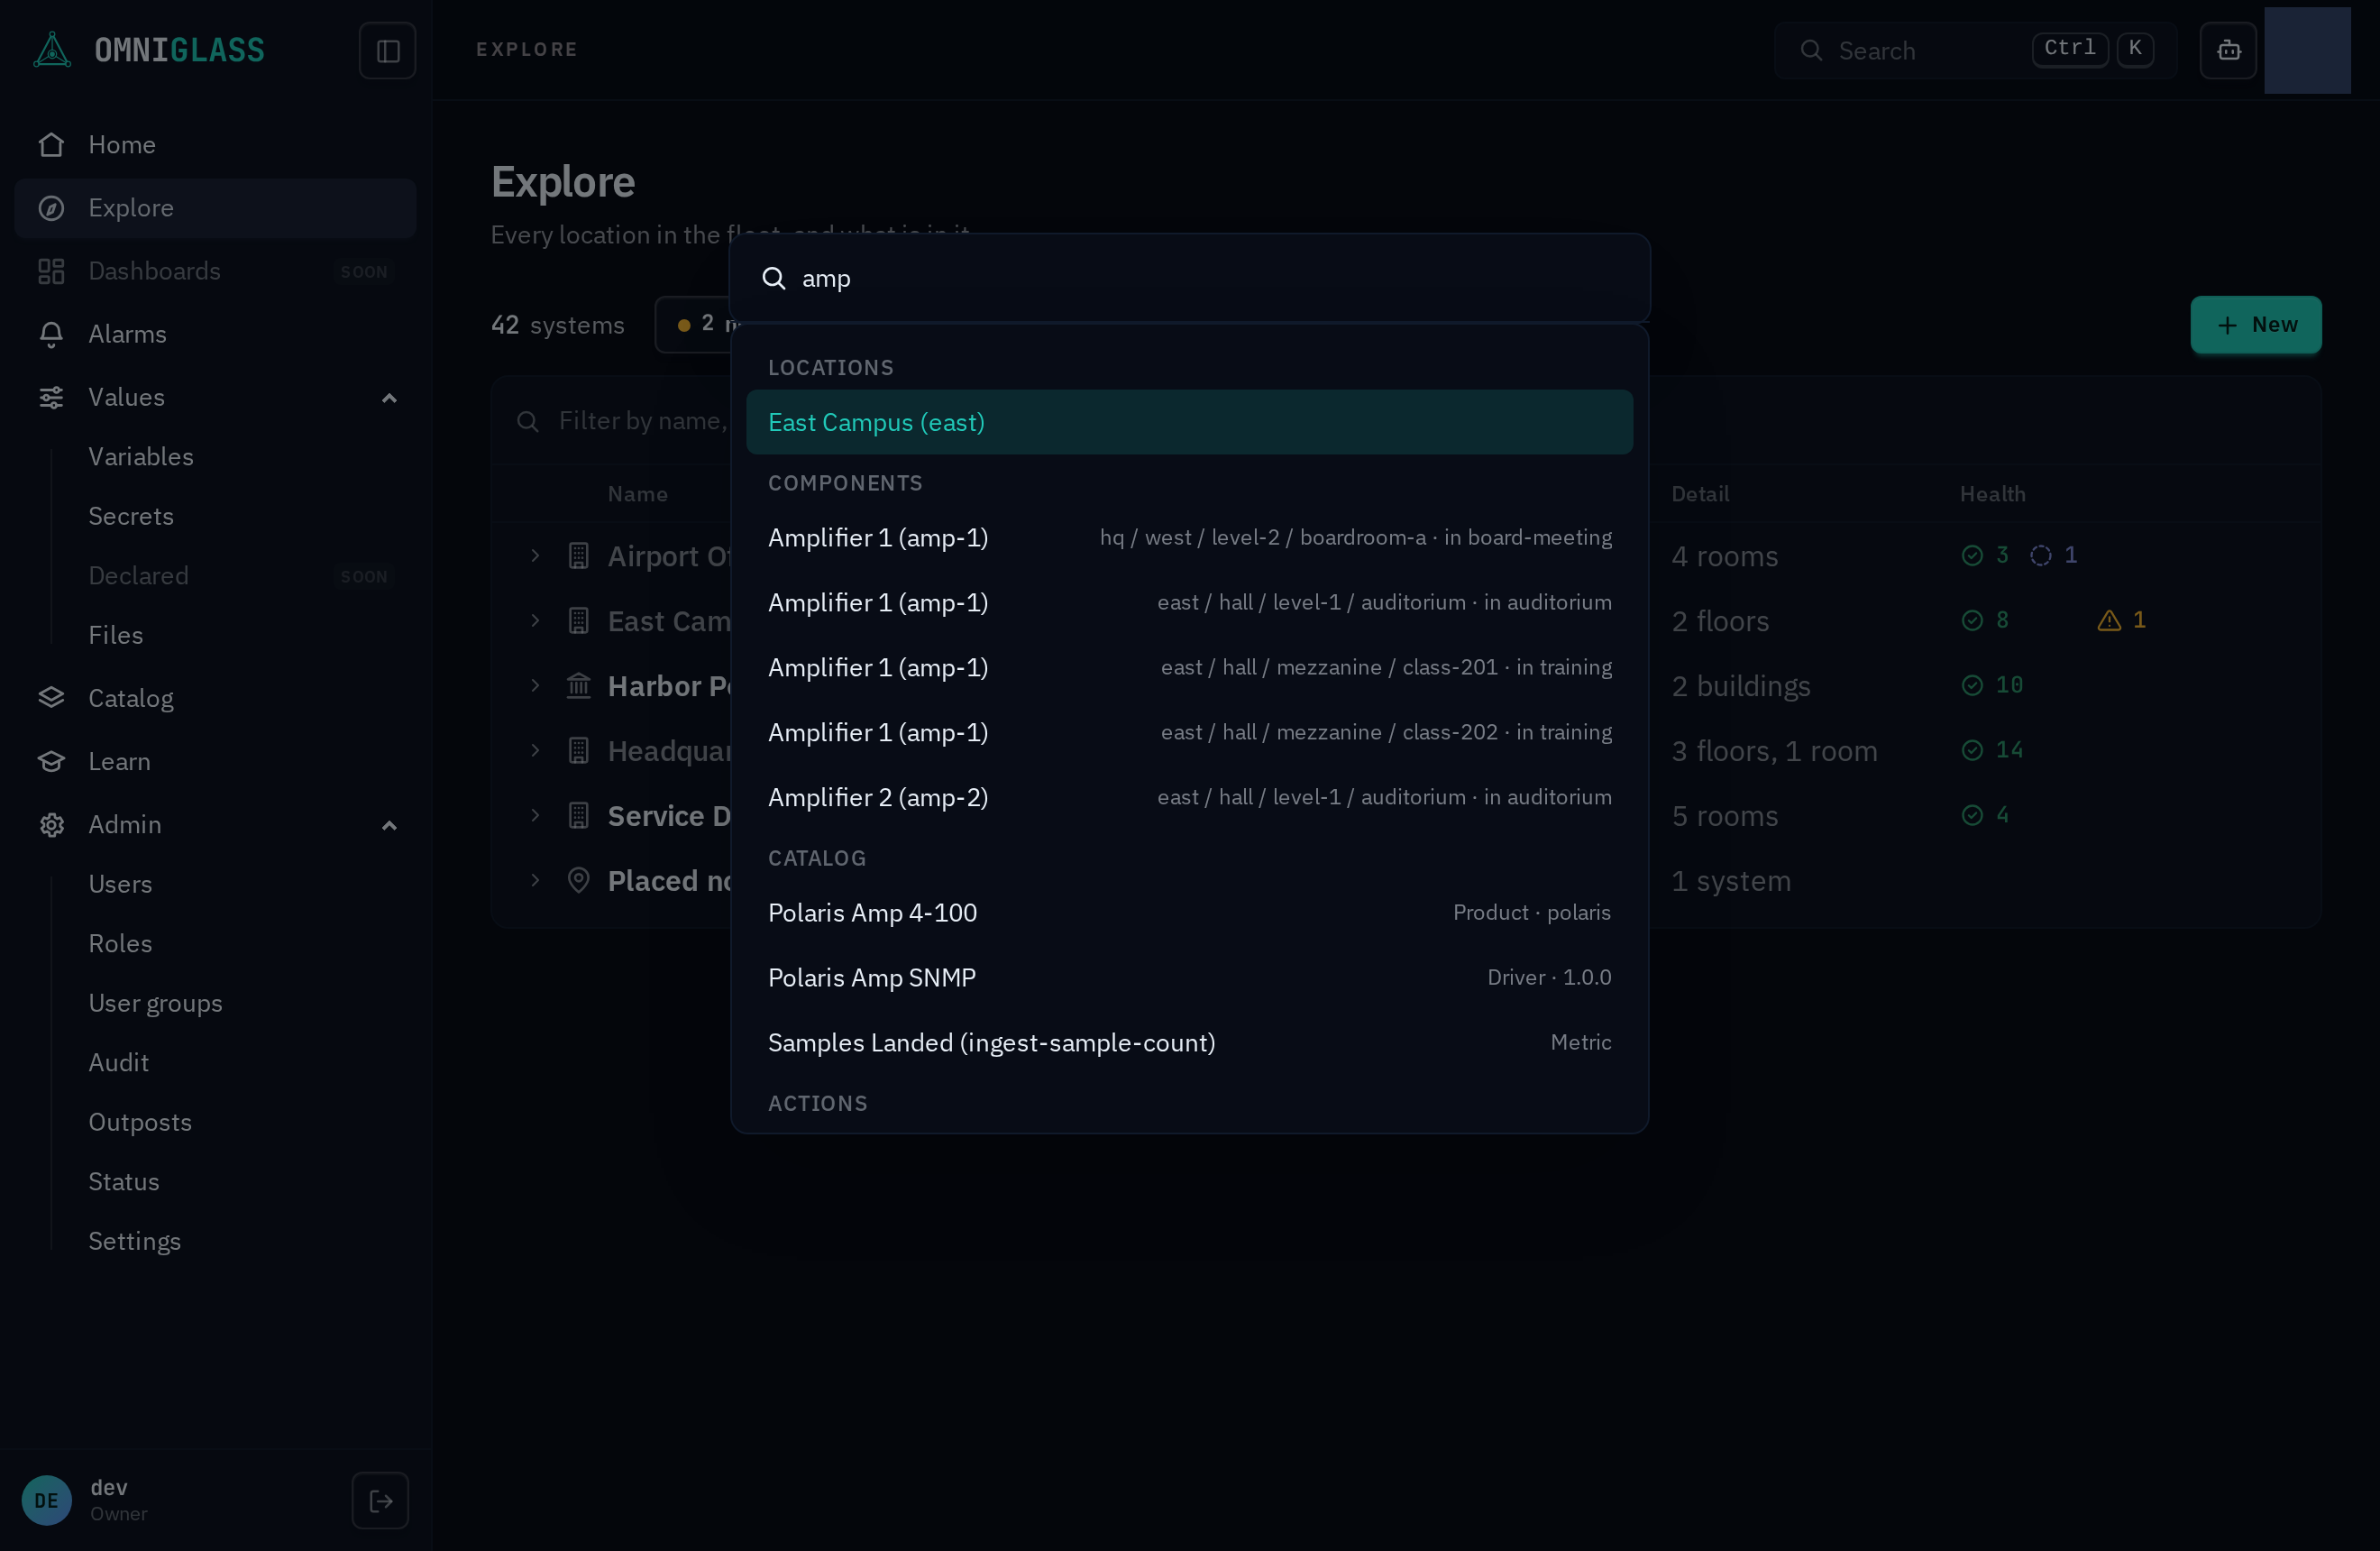 OMNIGLASS
EXPLORE
Search Ctrl K
Home
Explore
Dashboards SOON
Alarms
Values
Variables
Secrets
Declared SOON
Files
Catalog
Learn
Admin
Users
Roles
User groups
Audit
Outposts
Status
Settings
DE dev
Owner
Explore
Every location in the fleet, and what is in it
42 systems 2
New
Filter by name,
Name Detail Health
Airport 4 rooms 3 1
East 2 floors 8 1
Harbor 2 buildings 10
3 floors, 1 room 14
Service 5 rooms 4
Placed 1 system
amp
LOCATIONS
East Campus (east)
COMPONENTS
Amplifier 1 (amp-1) hq / west / level-2 / boardroom-a · in board-meeting
Amplifier 1 (amp-1) east / hall / level-1 / auditorium · in auditorium
Amplifier 1 (amp-1) east / hall / mezzanine / class-201 · in training
Amplifier 1 (amp-1) east / hall / mezzanine / class-202 · in training
Amplifier 2 (amp-2) east / hall / level-1 / auditorium · in auditorium
CATALOG
Polaris Amp 4-100 Product · polaris
Polaris Amp SNMP Driver · 1.0.0
Samples Landed (ingest-sample-count) Metric
ACTIONS